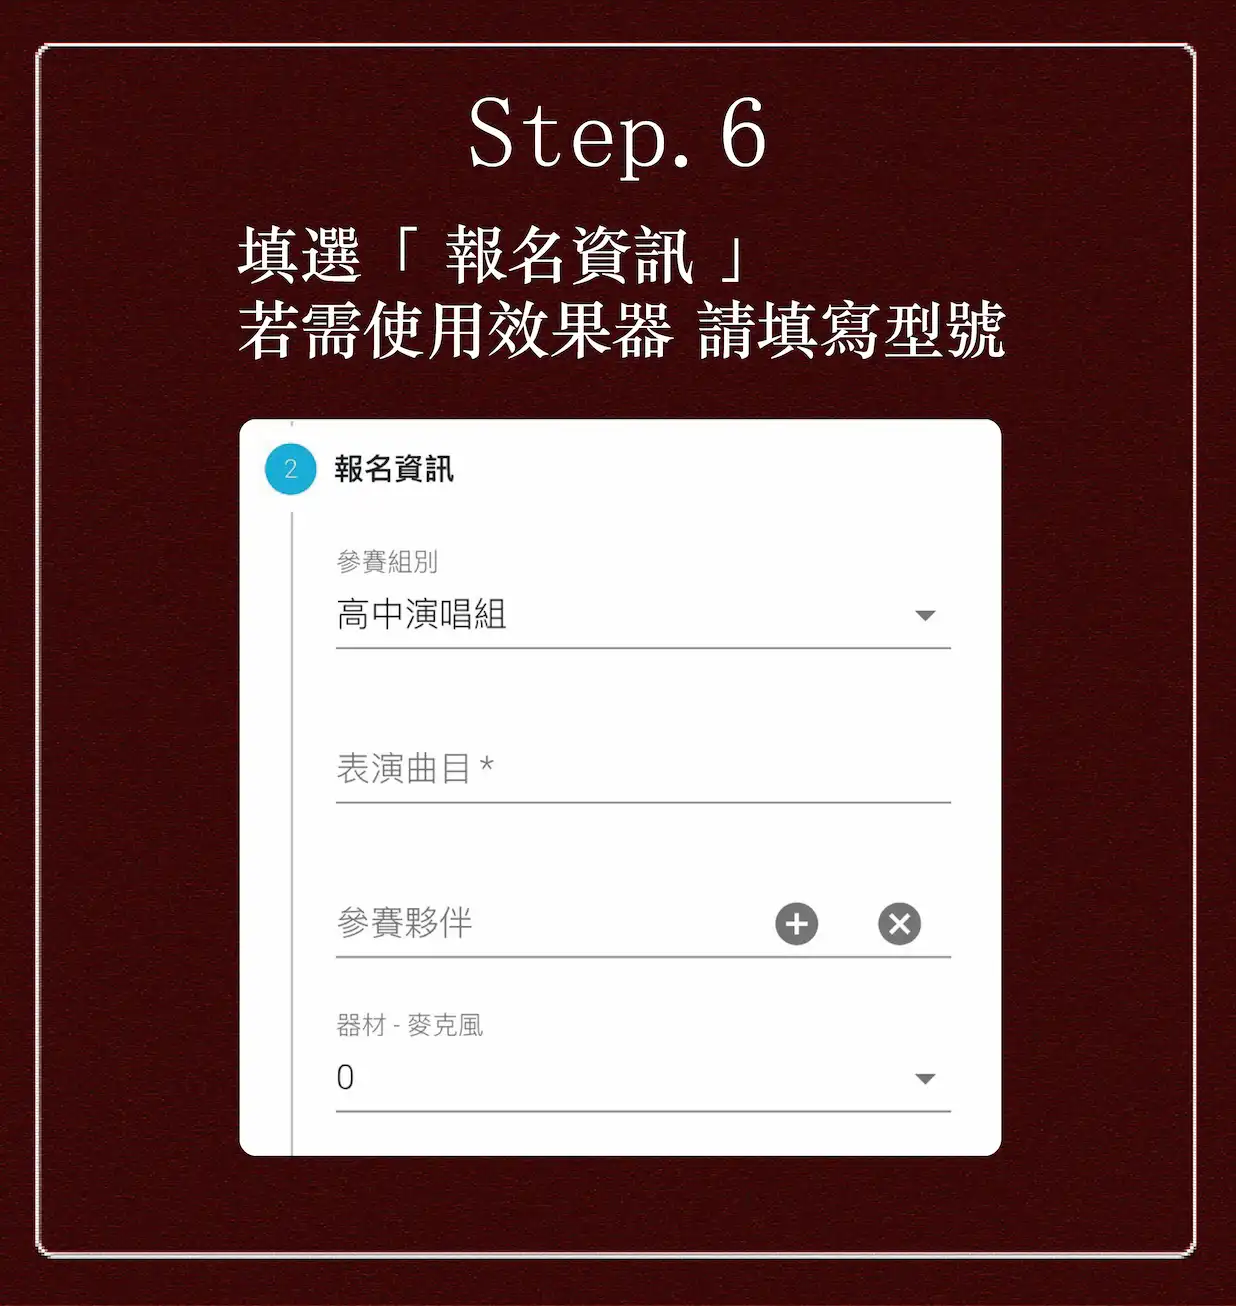 Step.6
填選「 報名資訊 」
若需使用效果器 請填寫型號
2 報名資訊
參賽組別
高中演唱組
表演曲目 *
參賽夥伴
器材 - 麥克風
0